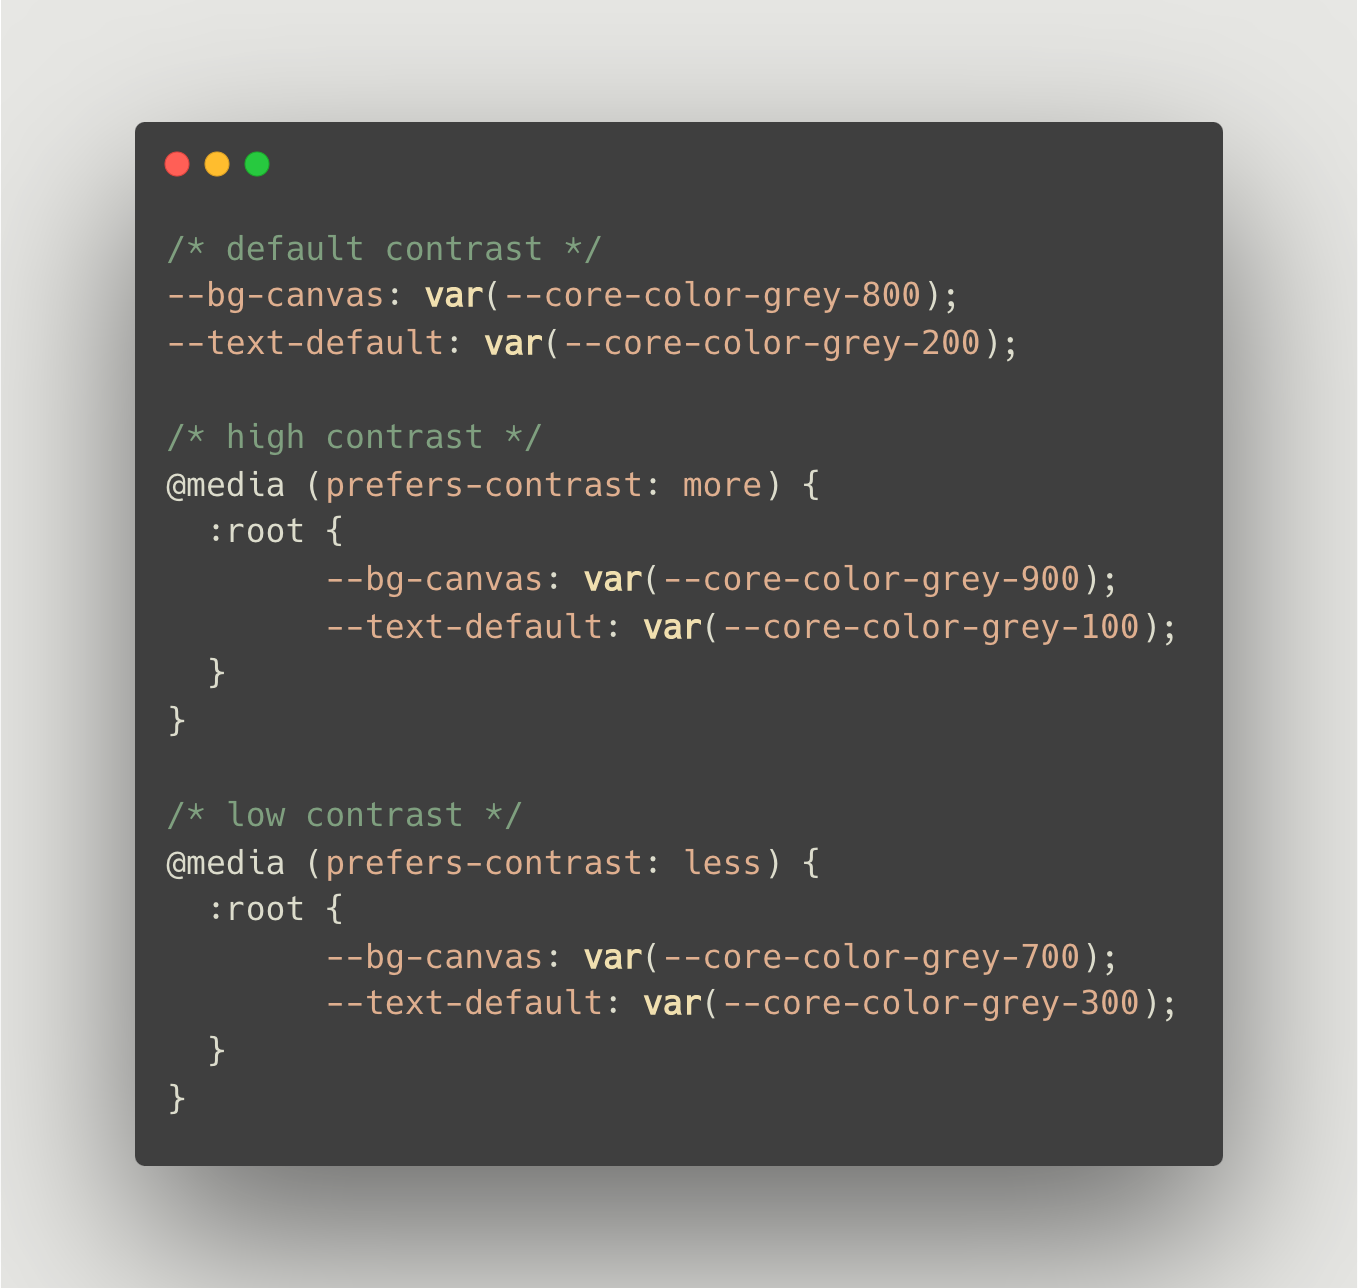 /* default contrast */
--bg-canvas: var(--core-color-grey-800);
--text-default: var(--core-color-grey-200);

/* high contrast */
@media (prefers-contrast: more) {
  :root {
        --bg-canvas: var(--core-color-grey-900);
        --text-default: var(--core-color-grey-100);
  }
}

/* low contrast */
@media (prefers-contrast: less) {
  :root {
        --bg-canvas: var(--core-color-grey-700);
        --text-default: var(--core-color-grey-300);
  }
}